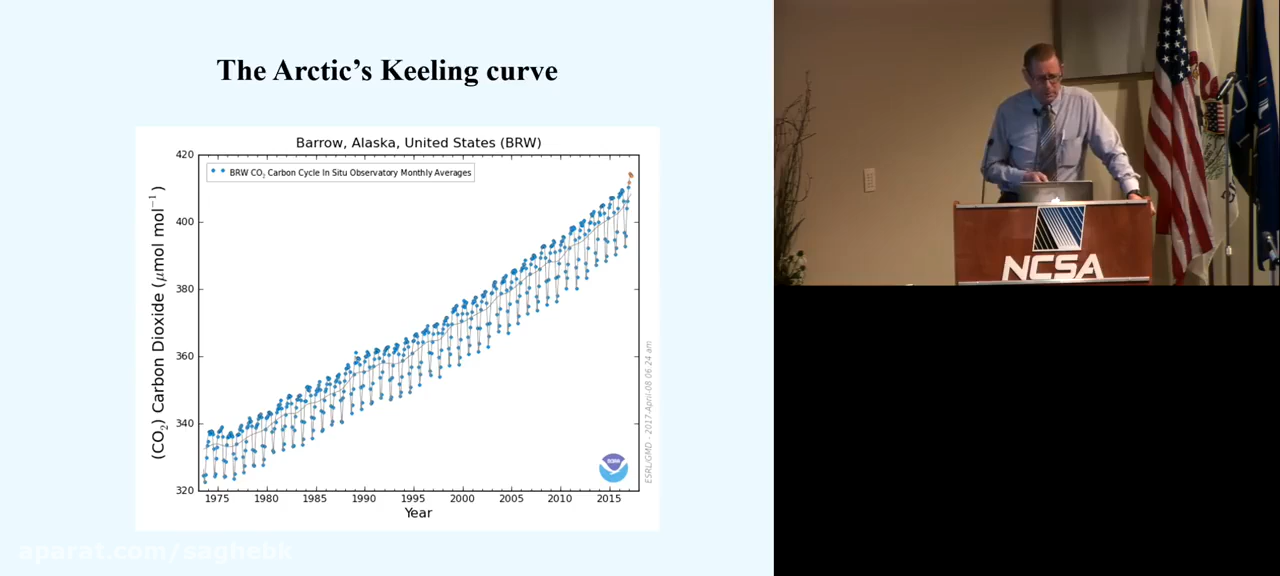 The Arctic's Keeling curve
Barrow, Alaska, United States (BRW)
BRW CO₂ Carbon Cycle In Situ Observatory Monthly Averages
(CO₂) Carbon Dioxide (μmol mol⁻¹)
420
400
380
360
340
320
1975
1980
1985
1990
1995
2000
2005
2010
2015
Year
ESRL/GMD - 2017-April-08 06:24 am
NOAA
NCSA
aparat.com/saghebk